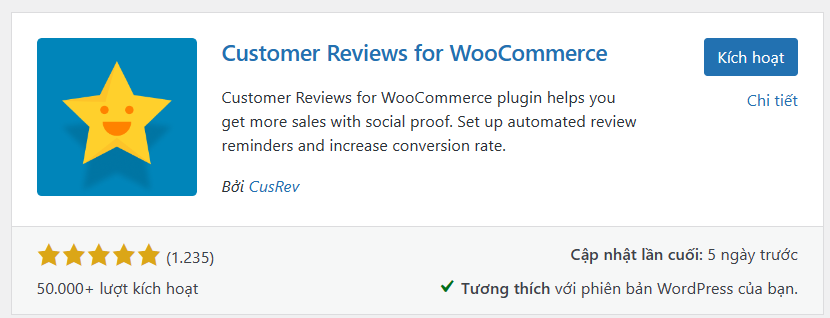 Customer Reviews for WooCommerce
Kích hoạt
Customer Reviews for WooCommerce plugin helps you
Chi tiết
get more sales with social proof. Set up automated review
reminders and increase conversion rate.
Bởi CusRev
(1.235)
Cập nhật lần cuối: 5 ngày trước
50.000+ lượt kích hoạt
Tương thích với phiên bản WordPress của bạn.